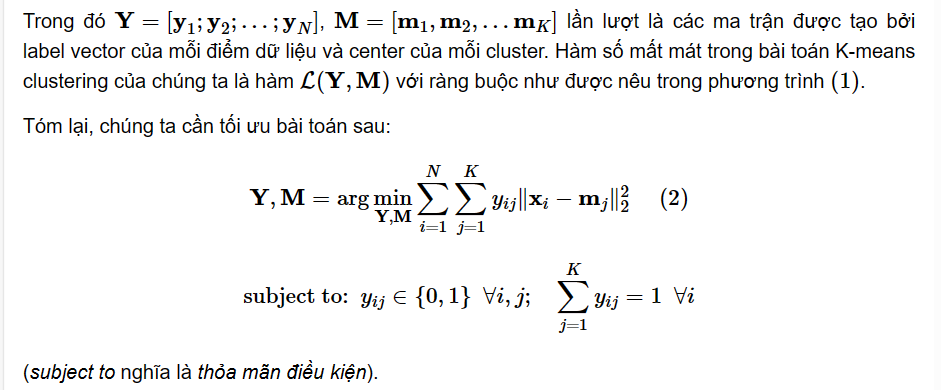 Trong đó Y = [y₁; y₂; …; y_N], M = [m₁, m₂, … m_K] lần lượt là các ma trận được tạo bởi
label vector của mỗi điểm dữ liệu và center của mỗi cluster. Hàm số mất mát trong bài toán K-means
clustering của chúng ta là hàm ℒ(Y, M) với ràng buộc như được nêu trong phương trình (1).
Tóm lại, chúng ta cần tối ưu bài toán sau:
Y, M = arg min_{Y,M} ∑_{i=1}^{N} ∑_{j=1}^{K} y_{ij}||x_i − m_j||₂² (2)
subject to: y_{ij} ∈ {0, 1} ∀i, j; ∑_{j=1}^{K} y_{ij} = 1 ∀i
(subject to nghĩa là thỏa mãn điều kiện).